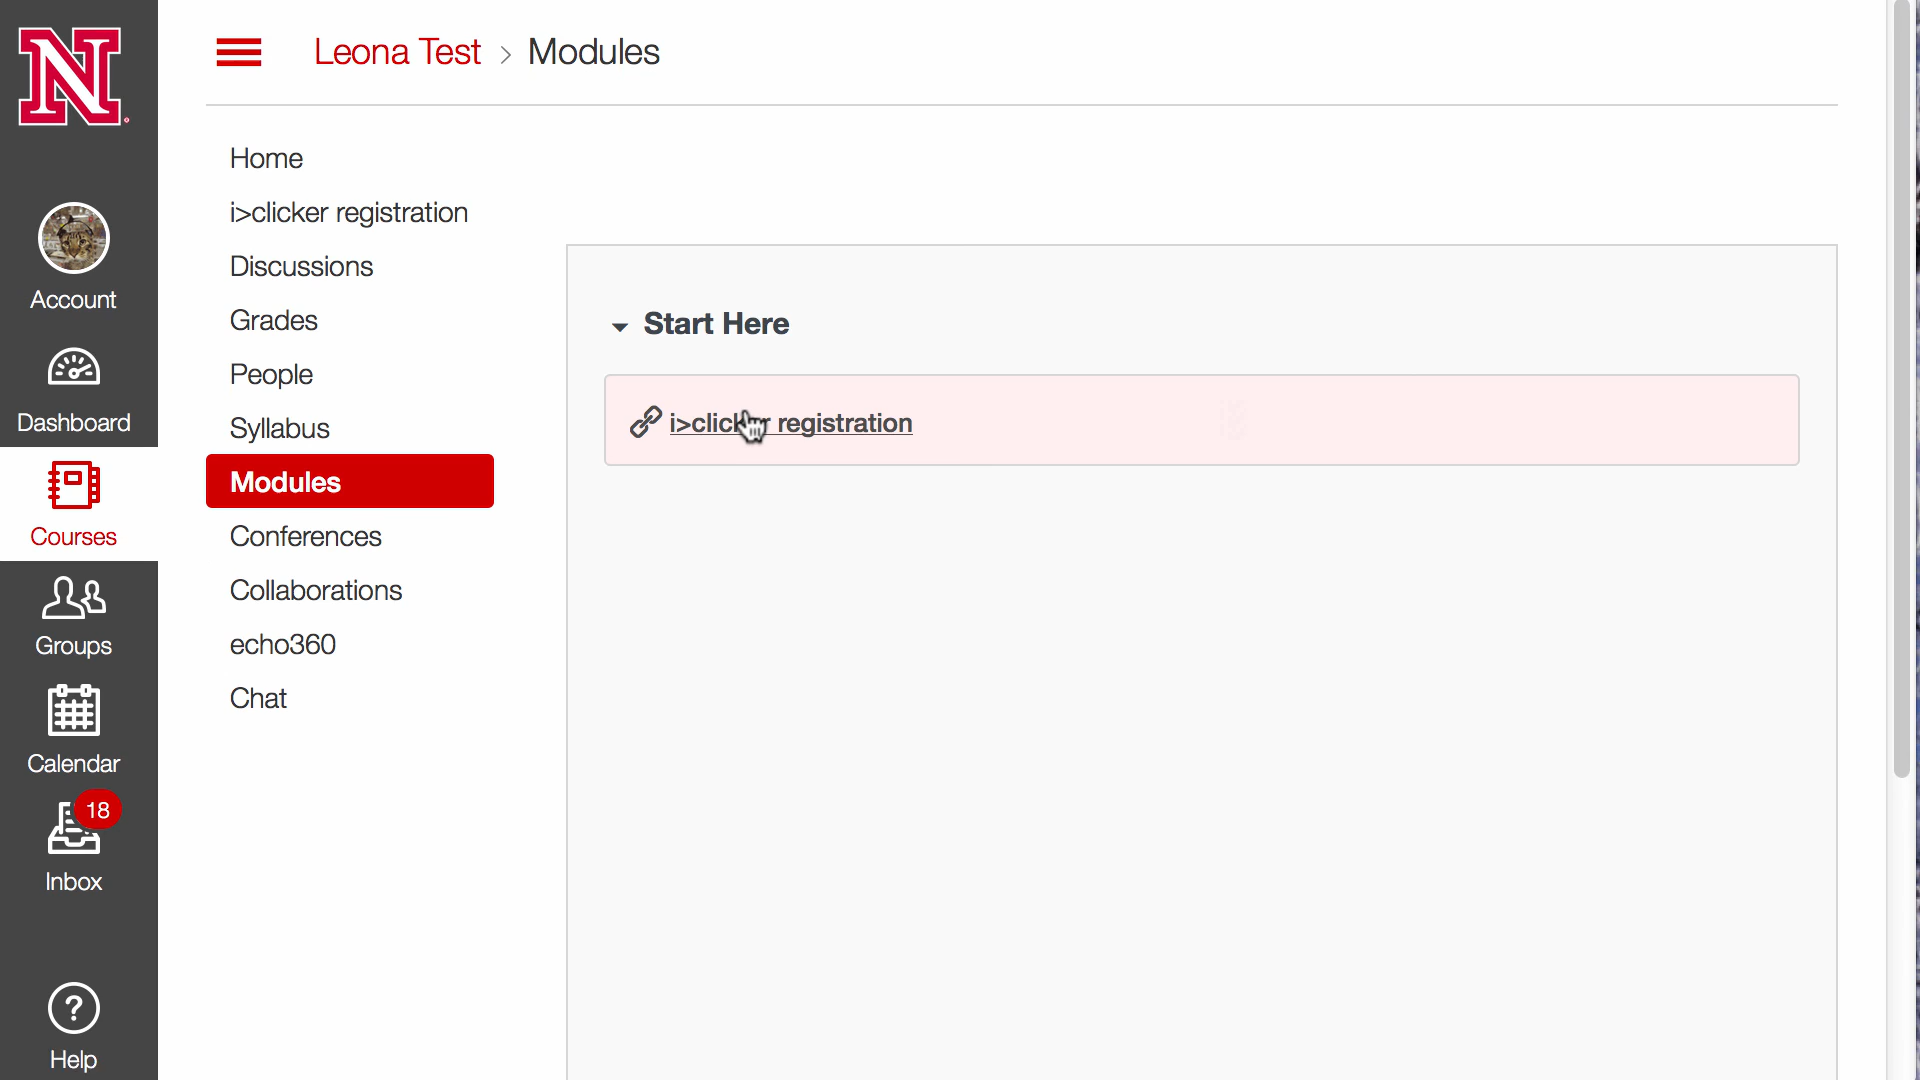 N
Account
Dashboard
Courses
Groups
Calendar
18
Inbox
Help
Leona Test > Modules
Home
i>clicker registration
Discussions
Grades
People
Syllabus
Modules
Conferences
Collaborations
echo360
Chat
Start Here
i>clicker registration